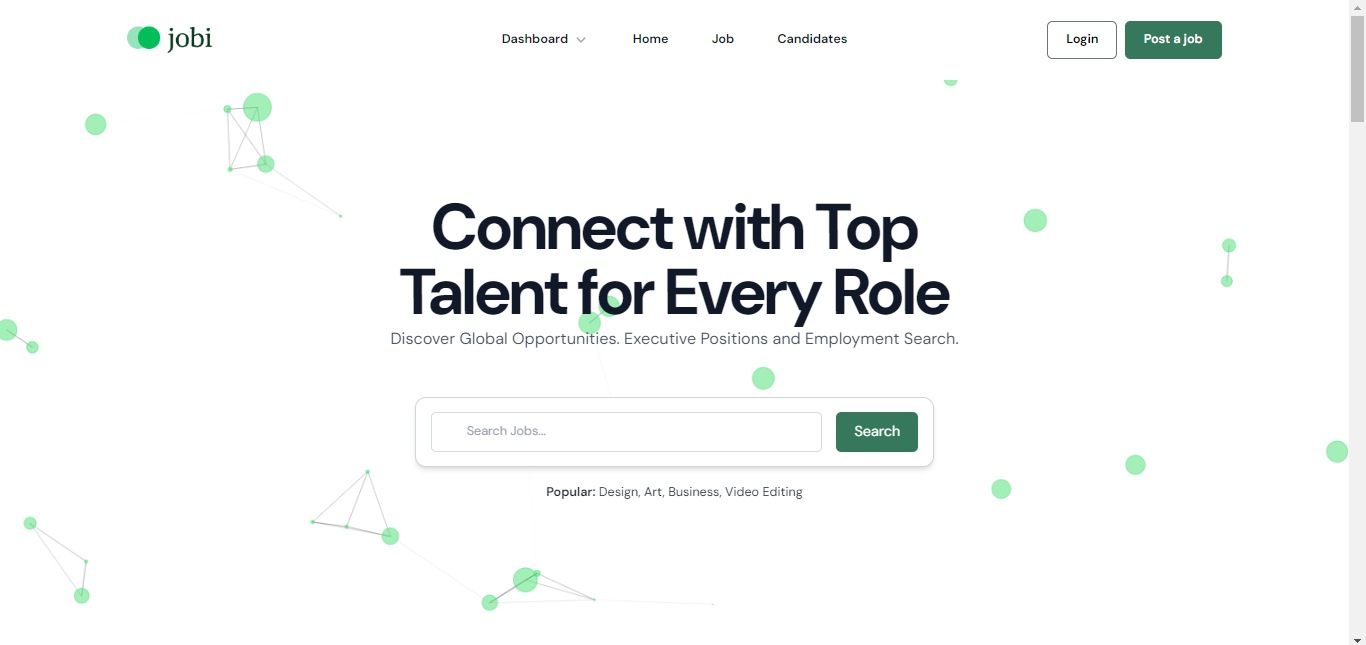 jobi
Dashboard Home Job Candidates
Login Post a job
Connect with Top
Talent for Every Role
Discover Global Opportunities. Executive Positions and Employment Search.
Search Jobs...
Search
Popular: Design, Art, Business, Video Editing